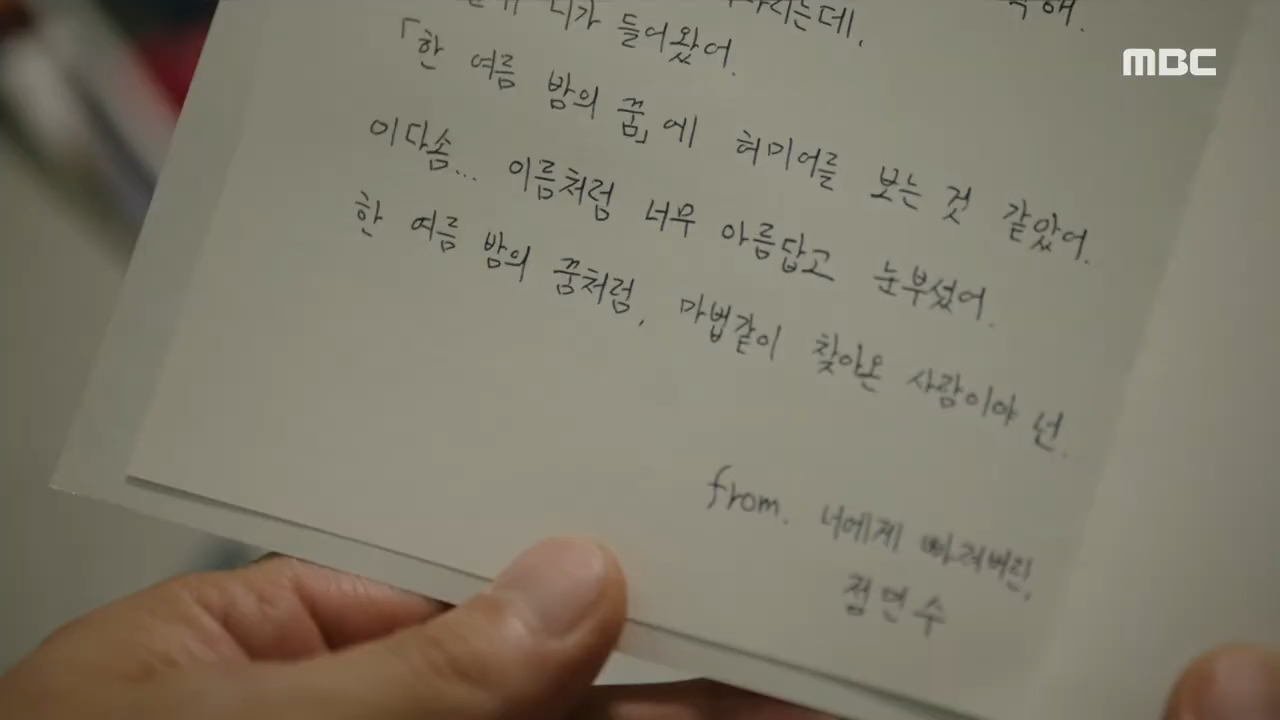 MBC
니가 들어왔어.
「한 여름 밤의 꿈」에 허미어를 보는 것 같았어.
이다솜... 이름처럼 너무 아름답고 눈부셨어.
한 여름 밤의 꿈처럼, 마법같이 찾아온 사람이야 넌.
from. 너에게 빠져버린,
정연수